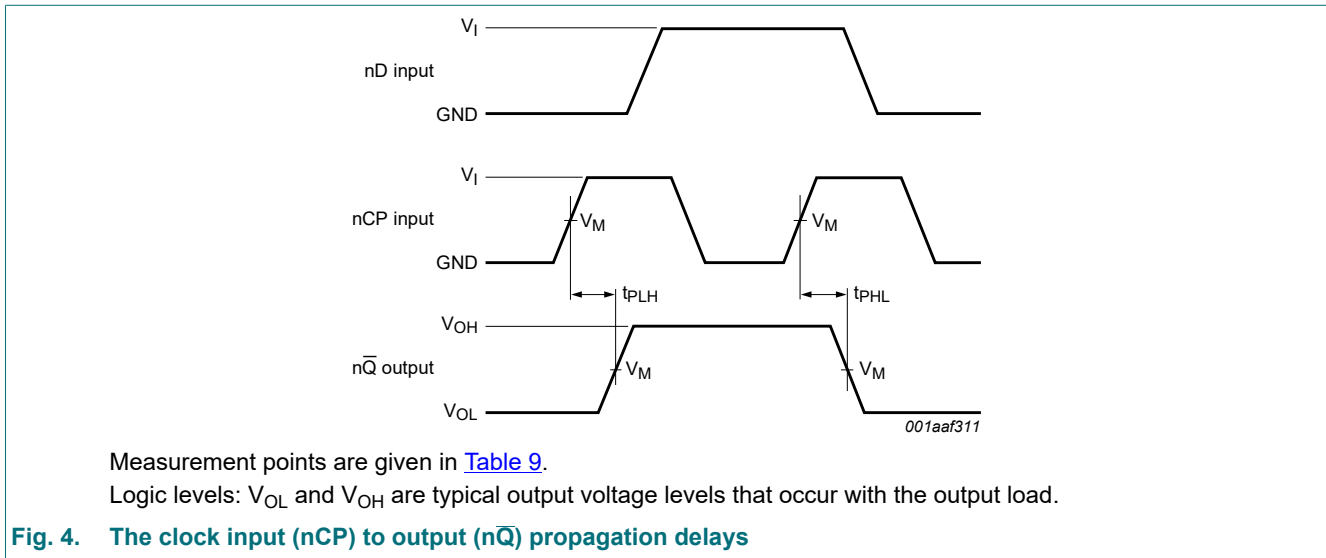 VI
nD input
GND
VI
nCP input
VM
VM
GND
tPLH
tPHL
VOH
nQ̅ output
VM
VM
VOL
001aaf311
Measurement points are given in Table 9.
Logic levels: VOL and VOH are typical output voltage levels that occur with the output load.
Fig. 4. The clock input (nCP) to output (nQ̅) propagation delays